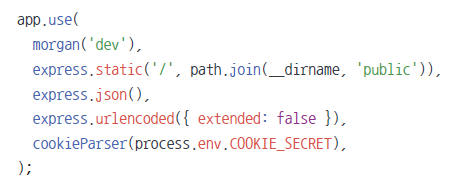 app.use(
  morgan('dev'),
  express.static('/', path.join(__dirname, 'public')),
  express.json(),
  express.urlencoded({ extended: false }),
  cookieParser(process.env.COOKIE_SECRET),
);